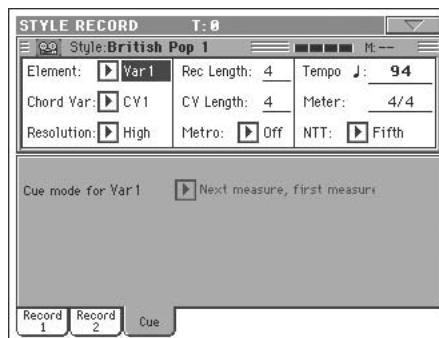 STYLE RECORD T:0
Style:British Pop 1 M:--
Element: Var1 Rec Length: 4 Tempo ♩: 94
Chord Var: CV1 CV Length: 4 Meter: 4/4
Resolution: High Metro: Off NTT: Fifth
Cue mode for Var1 Next measure, first measure
Record 1 Record 2 Cue